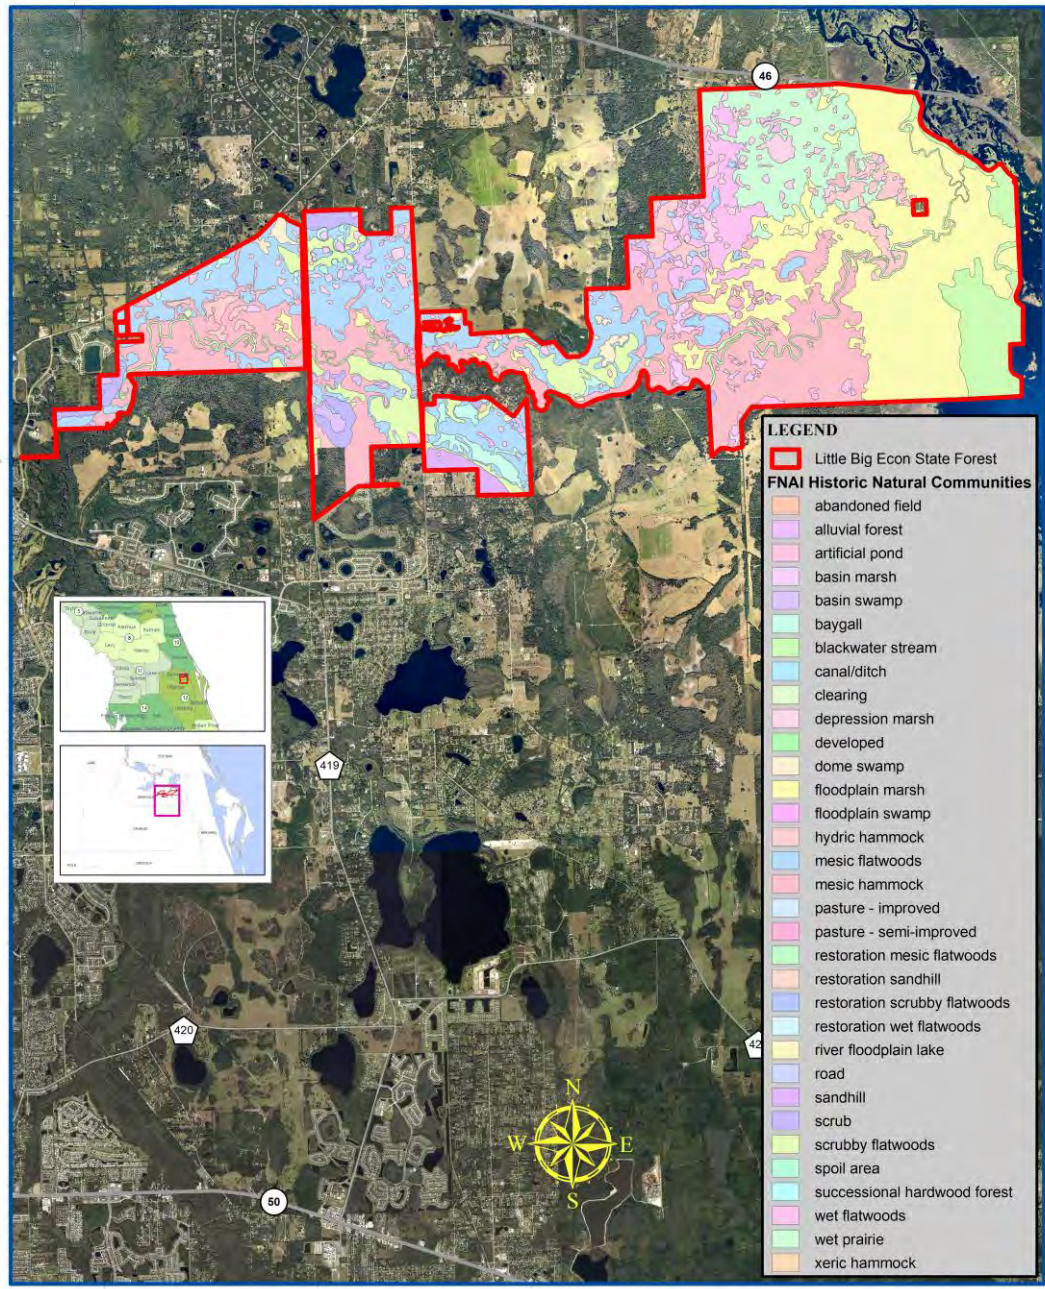 46
LEGEND
Little Big Econ State Forest
FNAI Historic Natural Communities
abandoned field
alluvial forest
artificial pond
basin marsh
basin swamp
baygall
blackwater stream
canal/ditch
clearing
depression marsh
developed
dome swamp
floodplain marsh
floodplain swamp
hydric hammock
mesic flatwoods
mesic hammock
pasture - improved
pasture - semi-improved
restoration mesic flatwoods
restoration sandhill
restoration scrubby flatwoods
restoration wet flatwoods
river floodplain lake
road
sandhill
scrub
scrubby flatwoods
spoil area
successional hardwood forest
wet flatwoods
wet prairie
xeric hammock
419
420
42
50
N
W E
S